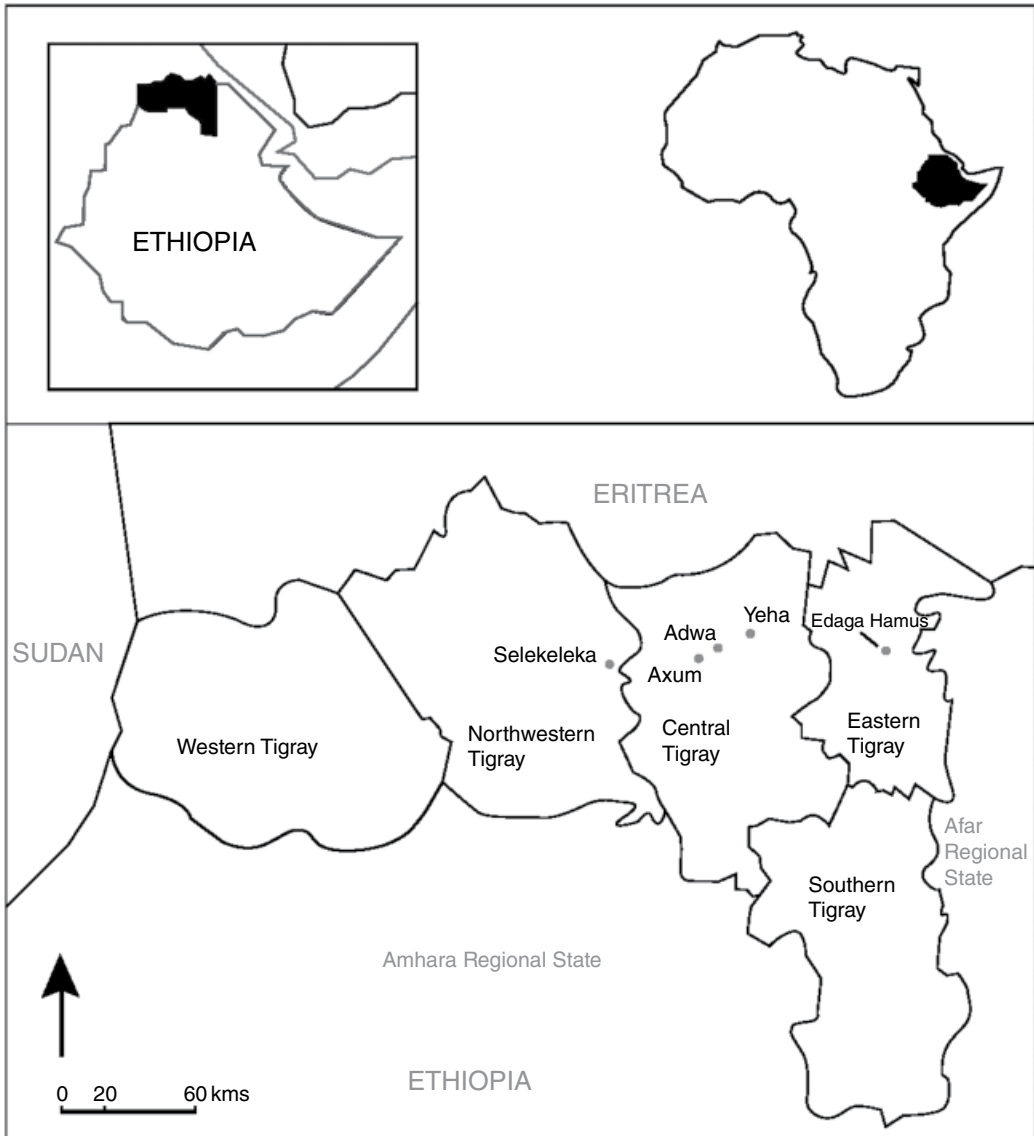 ETHIOPIA
ERITREA
SUDAN
Yeha
Edaga Hamus
Adwa
Selekeleka
Axum
Western Tigray
Northwestern
Tigray
Central
Tigray
Eastern
Tigray
Afar
Regional
State
Southern
Tigray
Amhara Regional State
ETHIOPIA
0 20 60 kms